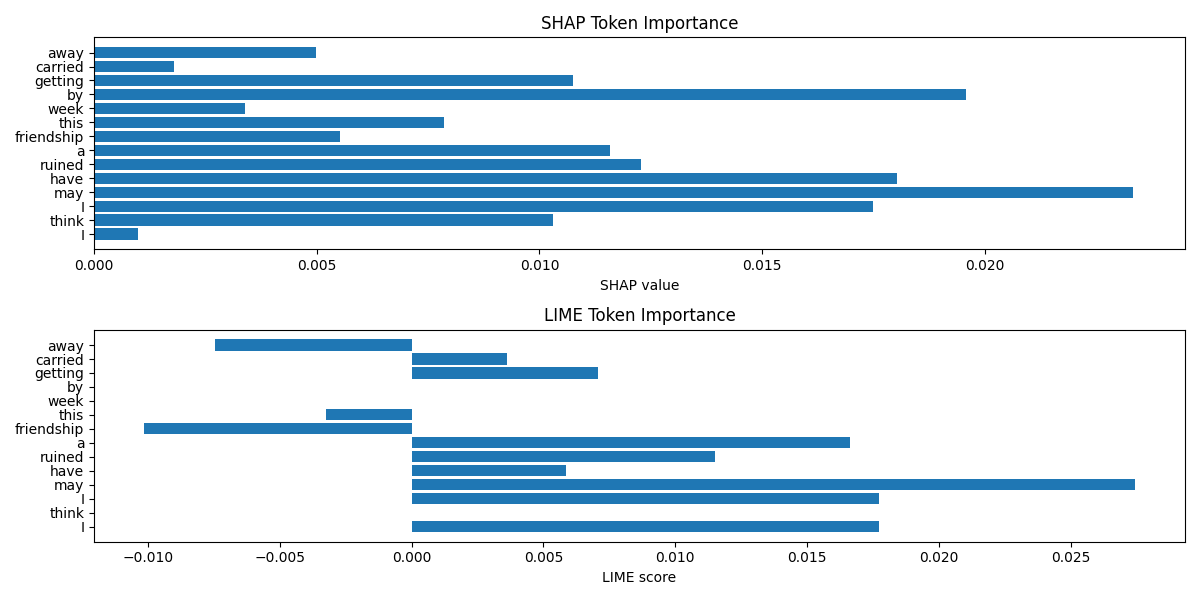 SHAP Token Importance
away
carried
getting
by
week
this
friendship
a
ruined
have
may
I
think
I
0.000 0.005 0.010 0.015 0.020
SHAP value
LIME Token Importance
away
carried
getting
by
week
this
friendship
a
ruined
have
may
I
think
I
−0.010 −0.005 0.000 0.005 0.010 0.015 0.020 0.025
LIME score